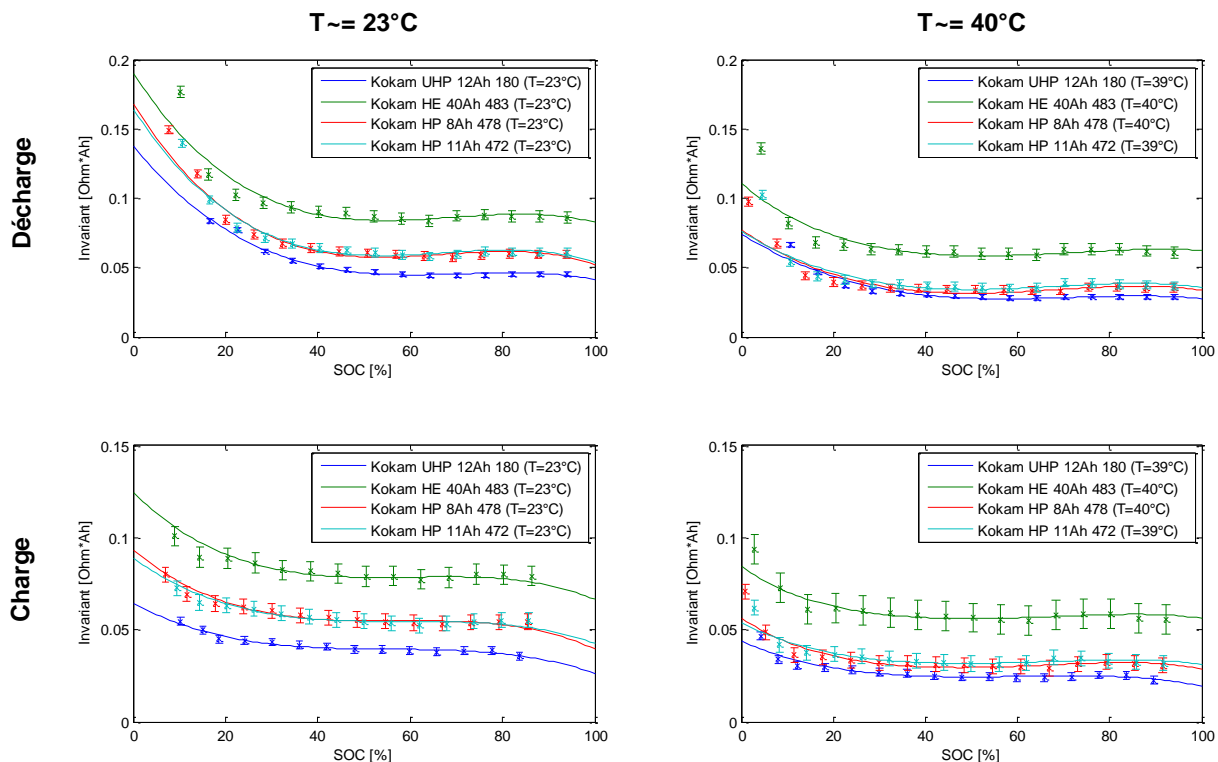 T~= 23°C
T~= 40°C
Décharge
Invariant [Ohm*Ah]
0.2
0.15
0.1
0.05
0
0 20 40 60 80 100
SOC [%]
Kokam UHP 12Ah 180 (T=23°C)
Kokam HE 40Ah 483 (T=23°C)
Kokam HP 8Ah 478 (T=23°C)
Kokam HP 11Ah 472 (T=23°C)
Invariant [Ohm*Ah]
0.2
0.15
0.1
0.05
0
0 20 40 60 80 100
SOC [%]
Kokam UHP 12Ah 180 (T=39°C)
Kokam HE 40Ah 483 (T=40°C)
Kokam HP 8Ah 478 (T=40°C)
Kokam HP 11Ah 472 (T=39°C)
Charge
Invariant [Ohm*Ah]
0.15
0.1
0.05
0
0 20 40 60 80 100
SOC [%]
Kokam UHP 12Ah 180 (T=23°C)
Kokam HE 40Ah 483 (T=23°C)
Kokam HP 8Ah 478 (T=23°C)
Kokam HP 11Ah 472 (T=23°C)
Invariant [Ohm*Ah]
0.15
0.1
0.05
0
0 20 40 60 80 100
SOC [%]
Kokam UHP 12Ah 180 (T=39°C)
Kokam HE 40Ah 483 (T=40°C)
Kokam HP 8Ah 478 (T=40°C)
Kokam HP 11Ah 472 (T=39°C)